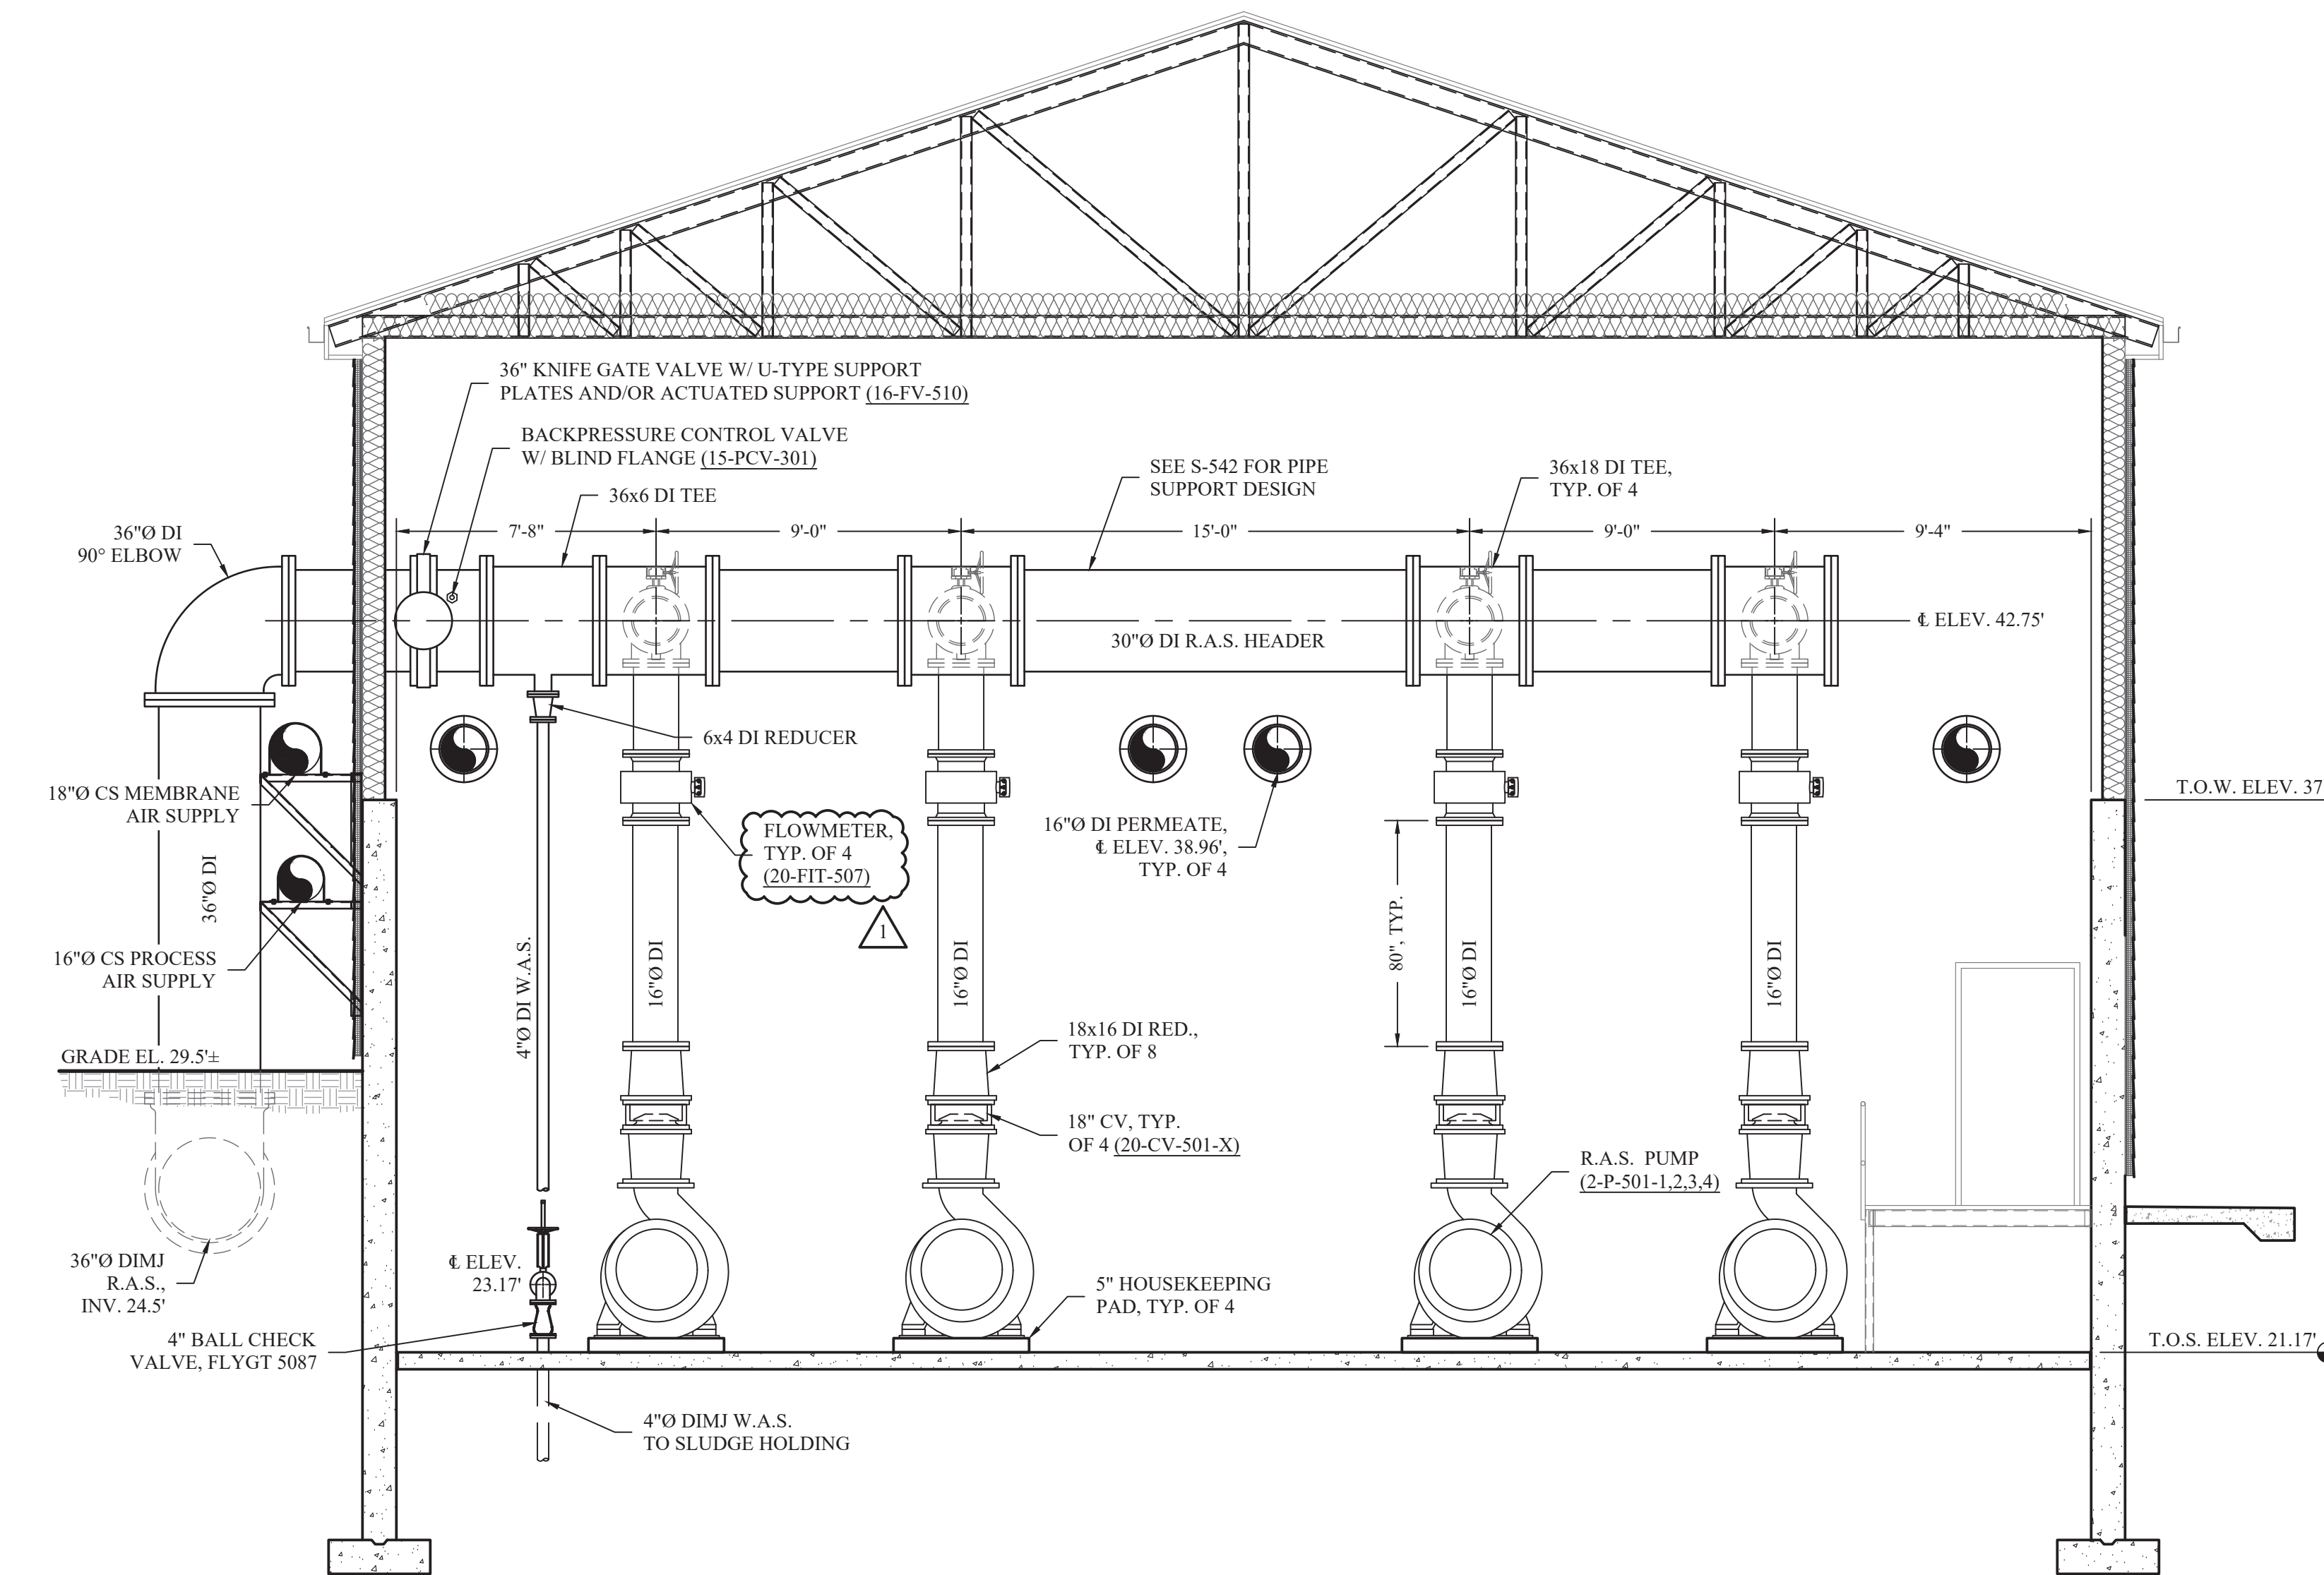 36" KNIFE GATE VALVE W/ U-TYPE SUPPORT
PLATES AND/OR ACTUATED SUPPORT (16-FV-510)
BACKPRESSURE CONTROL VALVE
W/ BLIND FLANGE (15-PCV-301)
36x6 DI TEE
SEE S-542 FOR PIPE
SUPPORT DESIGN
36x18 DI TEE,
TYP. OF 4
36"Ø DI
90° ELBOW
7'-8"
9'-0"
15'-0"
9'-0"
9'-4"
℄ ELEV. 42.75'
30"Ø DI R.A.S. HEADER
6x4 DI REDUCER
18"Ø CS MEMBRANE
AIR SUPPLY
T.O.W. ELEV. 37
FLOWMETER,
TYP. OF 4
(20-FIT-507)
1
16"Ø DI PERMEATE,
℄ ELEV. 38.96',
TYP. OF 4
36"Ø DI
80", TYP.
16"Ø CS PROCESS
AIR SUPPLY
4"Ø DI W.A.S.
16"Ø DI
16"Ø DI
16"Ø DI
16"Ø DI
GRADE EL. 29.5'±
18x16 DI RED.,
TYP. OF 8
18" CV, TYP.
OF 4 (20-CV-501-X)
R.A.S. PUMP
(2-P-501-1,2,3,4)
36"Ø DIMJ
R.A.S.,
INV. 24.5'
℄ ELEV.
23.17'
5" HOUSEKEEPING
PAD, TYP. OF 4
4" BALL CHECK
VALVE, FLYGT 5087
T.O.S. ELEV. 21.17'
4"Ø DIMJ W.A.S.
TO SLUDGE HOLDING